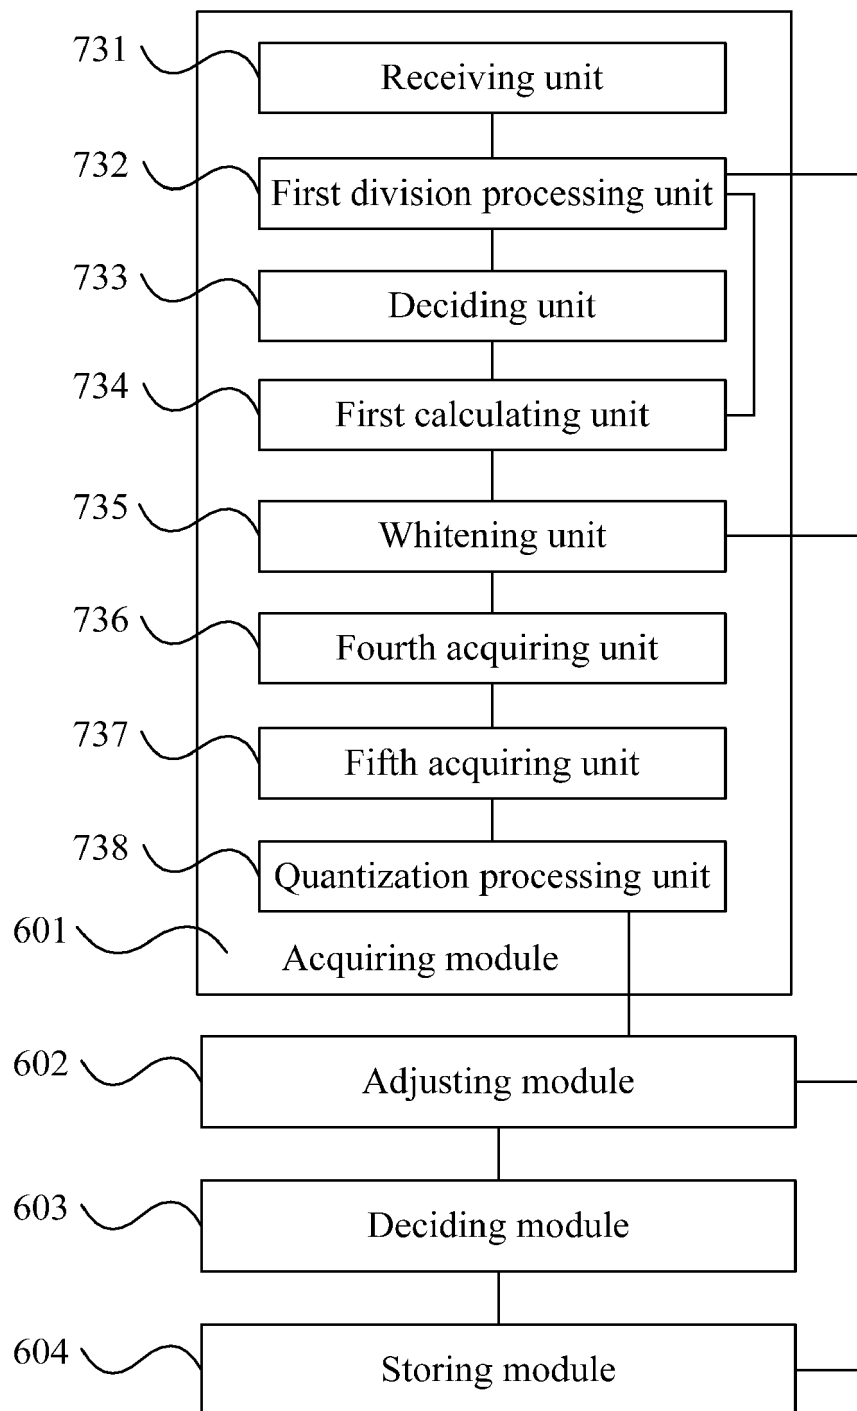 731
Receiving unit
732
First division processing unit
733
Deciding unit
734
First calculating unit
735
Whitening unit
736
Fourth acquiring unit
737
Fifth acquiring unit
738
Quantization processing unit
601
Acquiring module
602
Adjusting module
603
Deciding module
604
Storing module